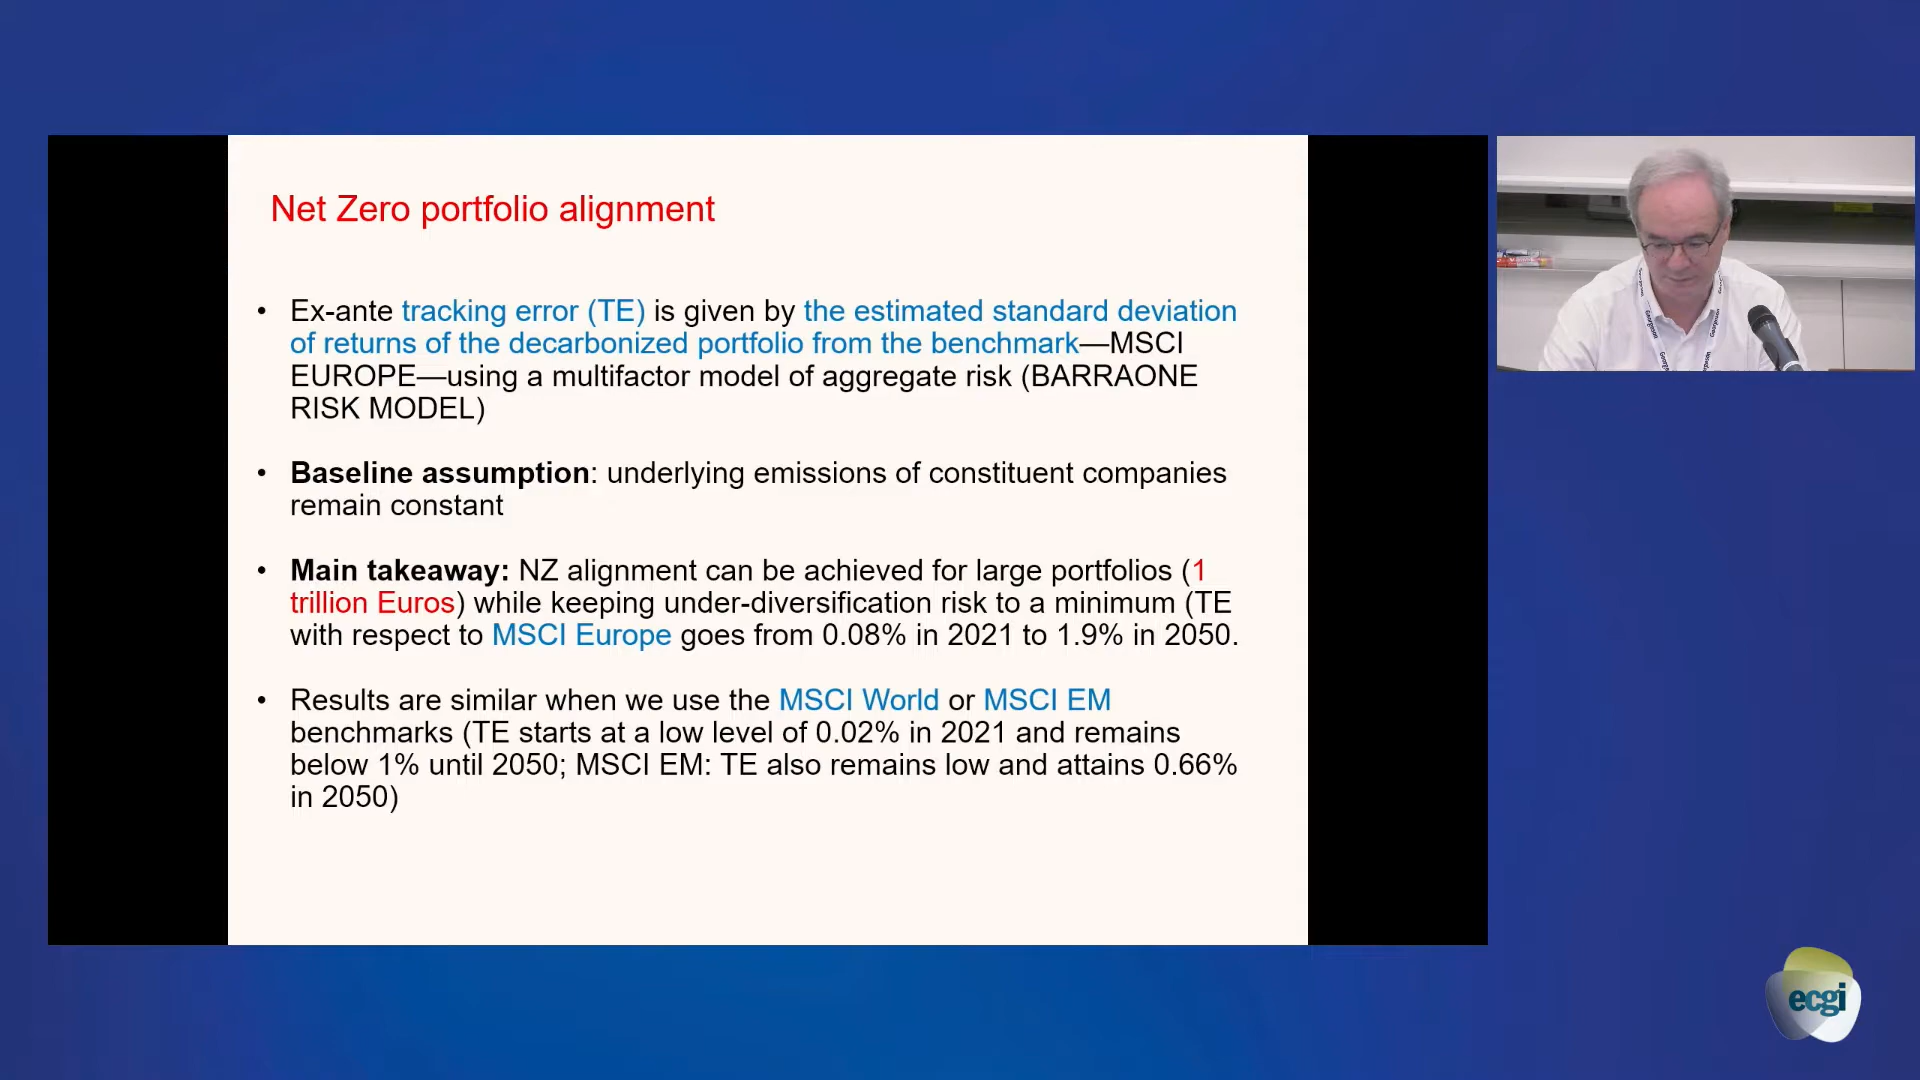 Net Zero portfolio alignment
• Ex-ante tracking error (TE) is given by the estimated standard deviation
of returns of the decarbonized portfolio from the benchmark—MSCI
EUROPE—using a multifactor model of aggregate risk (BARRAONE
RISK MODEL)
• Baseline assumption: underlying emissions of constituent companies
remain constant
• Main takeaway: NZ alignment can be achieved for large portfolios (1
trillion Euros) while keeping under-diversification risk to a minimum (TE
with respect to MSCI Europe goes from 0.08% in 2021 to 1.9% in 2050.
• Results are similar when we use the MSCI World or MSCI EM
benchmarks (TE starts at a low level of 0.02% in 2021 and remains
below 1% until 2050; MSCI EM: TE also remains low and attains 0.66%
in 2050)
ecgi